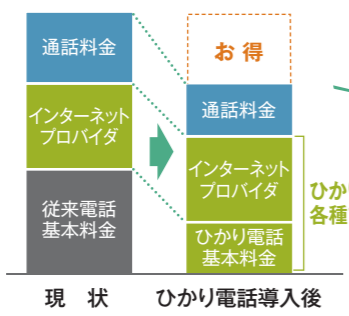 通話料金
インターネット
プロバイダ
従来電話
基本料金
現 状
お 得
通話料金
インターネット
プロバイダ
ひかり電話
基本料金
ひかり電話導入後
ひか
各種